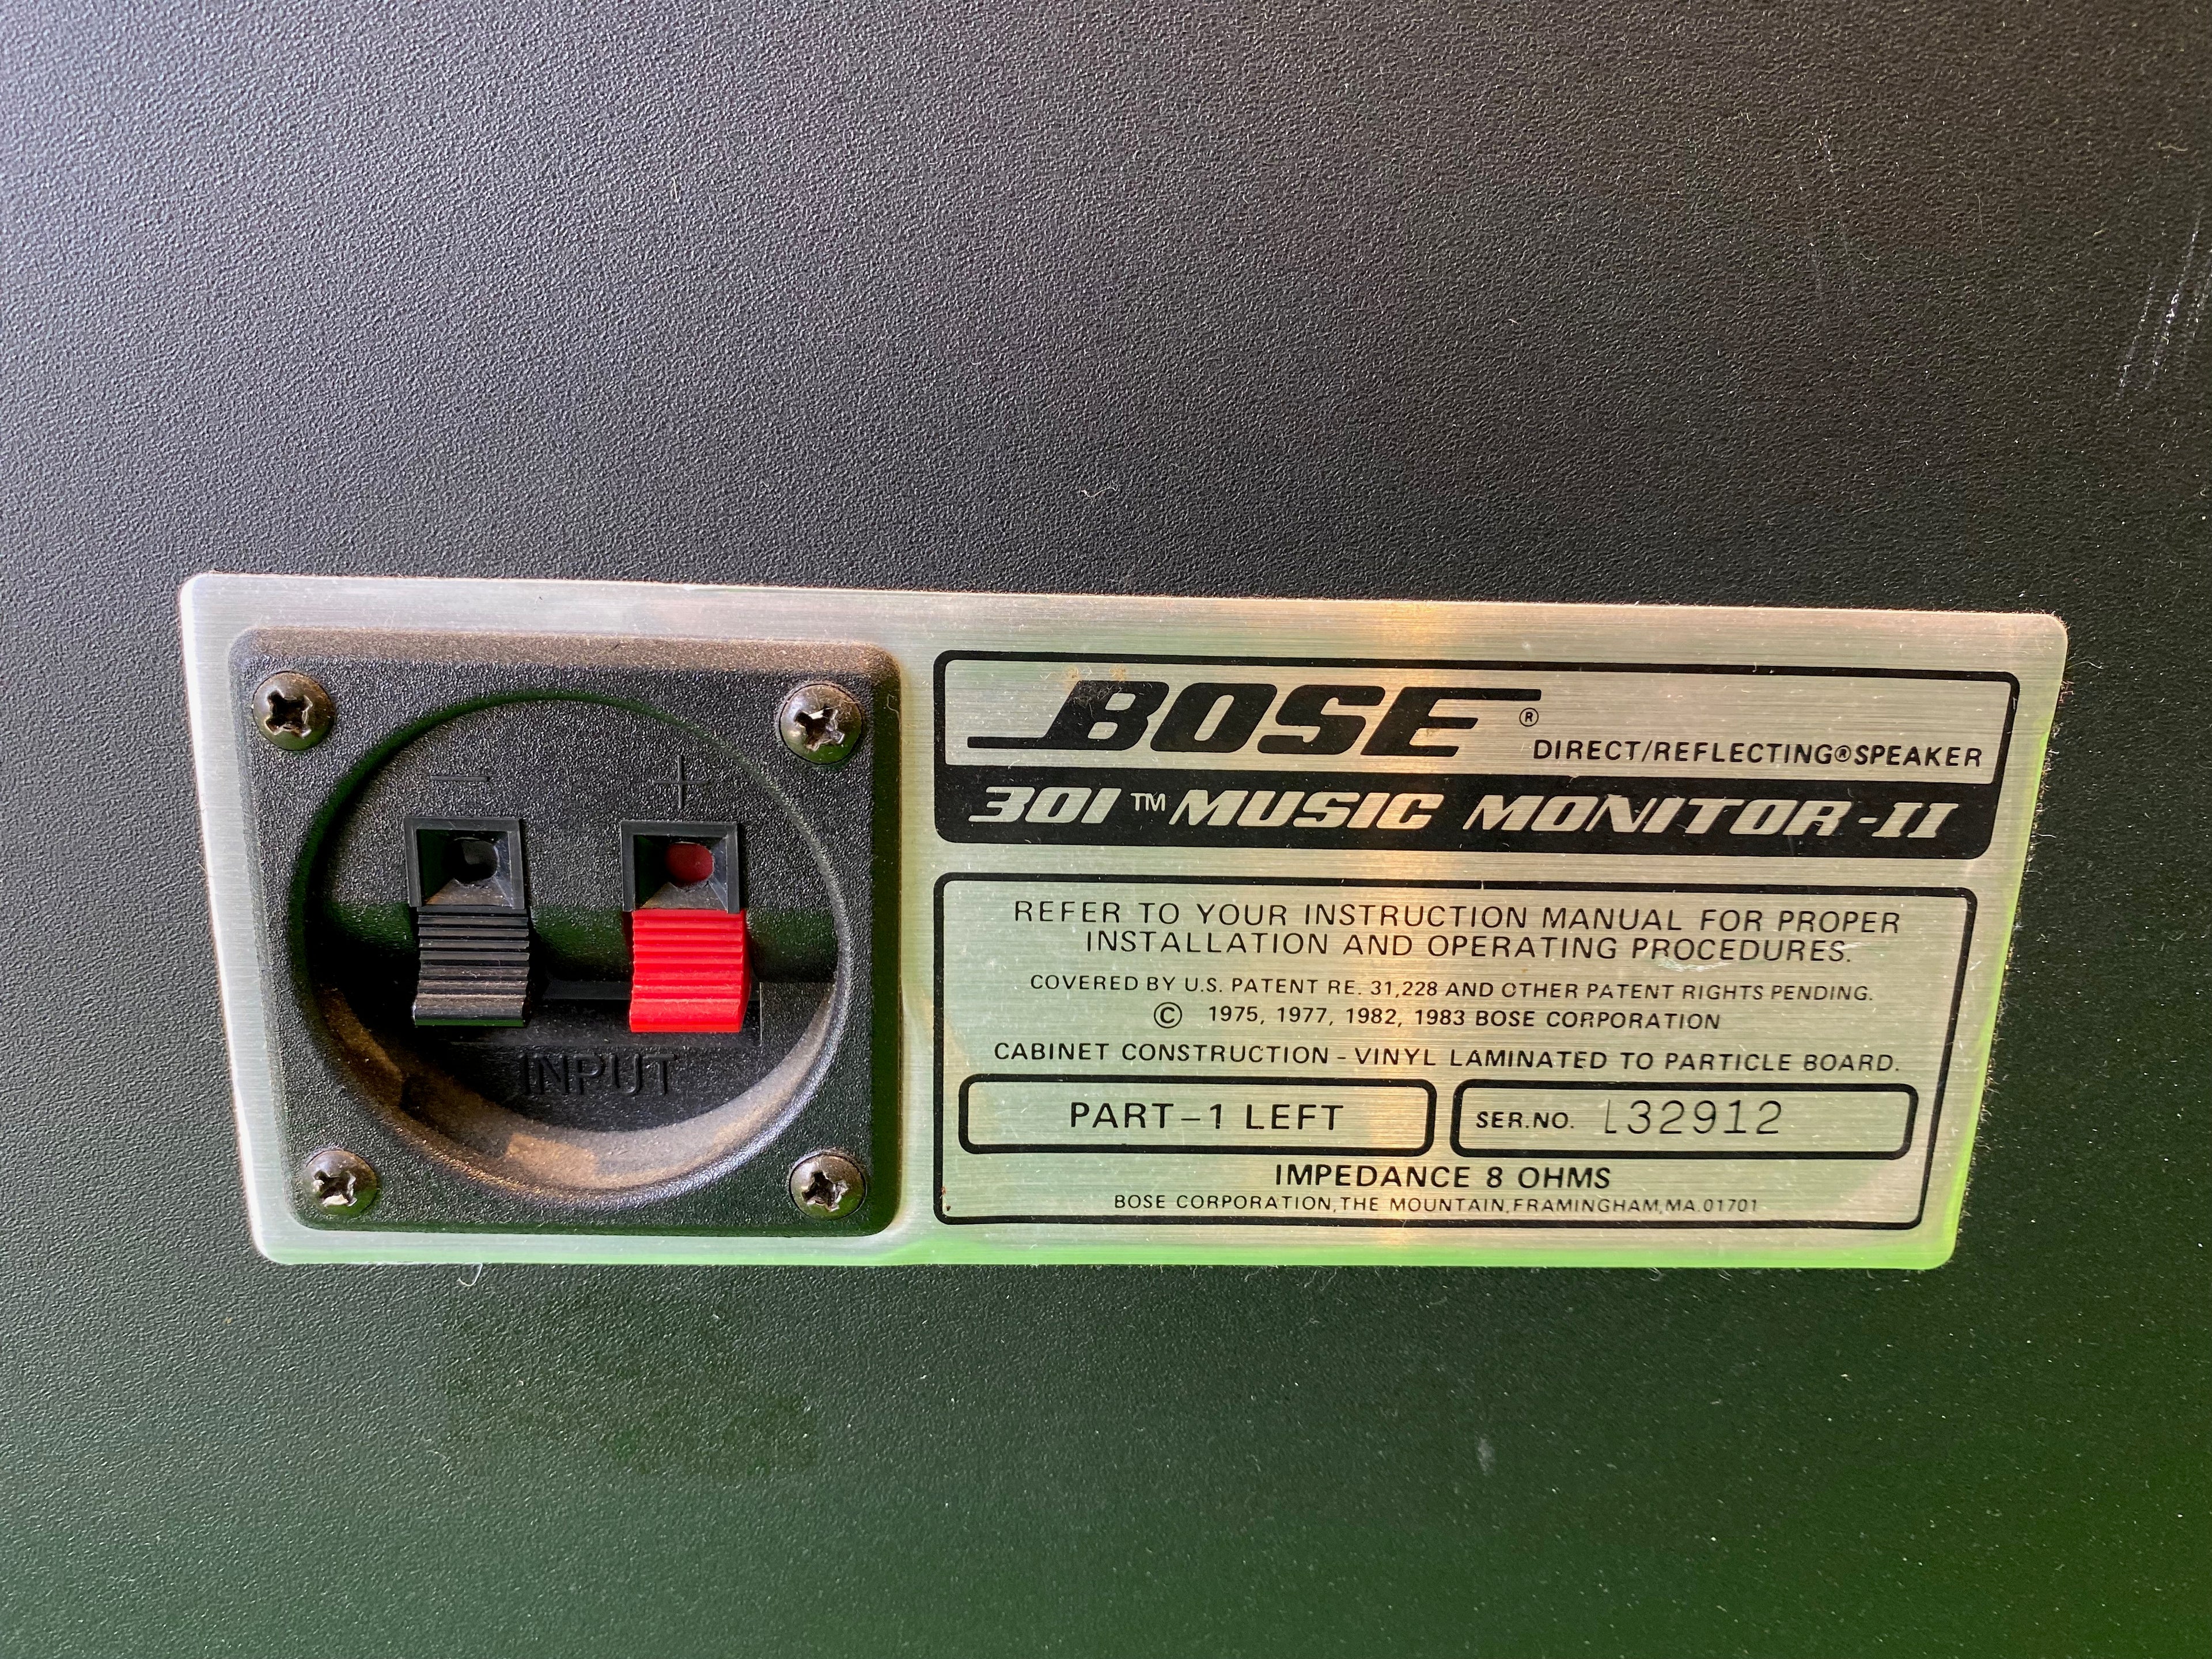 − +
INPUT
BOSE® DIRECT/REFLECTING® SPEAKER
301™ MUSIC MONITOR-II
REFER TO YOUR INSTRUCTION MANUAL FOR PROPER
INSTALLATION AND OPERATING PROCEDURES.
COVERED BY U.S. PATENT RE. 31,228 AND OTHER PATENT RIGHTS PENDING.
© 1975, 1977, 1982, 1983 BOSE CORPORATION
CABINET CONSTRUCTION - VINYL LAMINATED TO PARTICLE BOARD.
PART-1 LEFT
SER.NO. L32912
IMPEDANCE 8 OHMS
BOSE CORPORATION, THE MOUNTAIN, FRAMINGHAM, MA. 01701